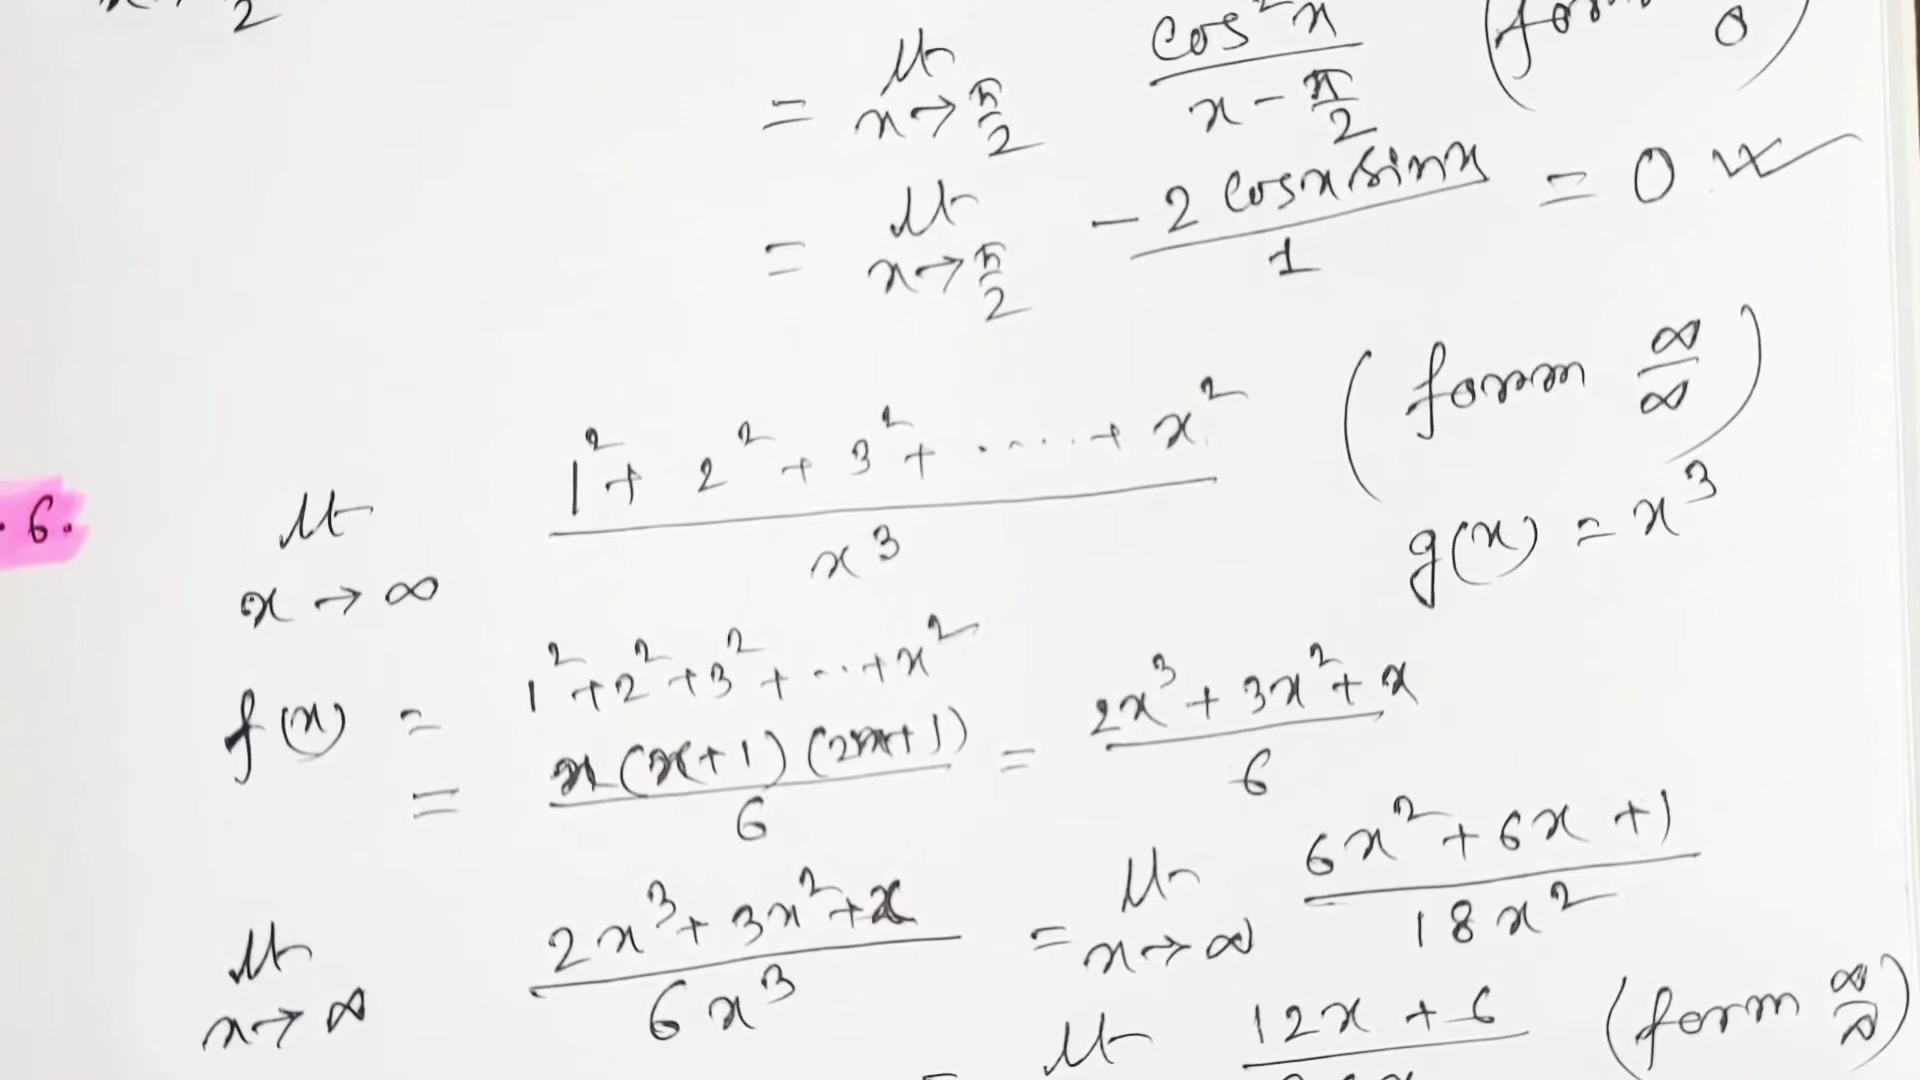 = lt x→π/2 cos²x / (x - π/2) (form 0)
= lt x→π/2 -2 cosx sinx / 1 = 0
6. lt x→∞ (1² + 2² + 3² + ..... + x²) / x³ (form ∞/∞)
g(x) = x³
f(x) = 1² + 2² + 3² + ... + x²
= x(x+1)(2x+1) / 6 = (2x³ + 3x² + x) / 6
lt x→∞ (2x³ + 3x² + x) / 6x³ = lt x→∞ (6x² + 6x + 1) / 18x²
= lt (12x + 6) (form ∞/∞)